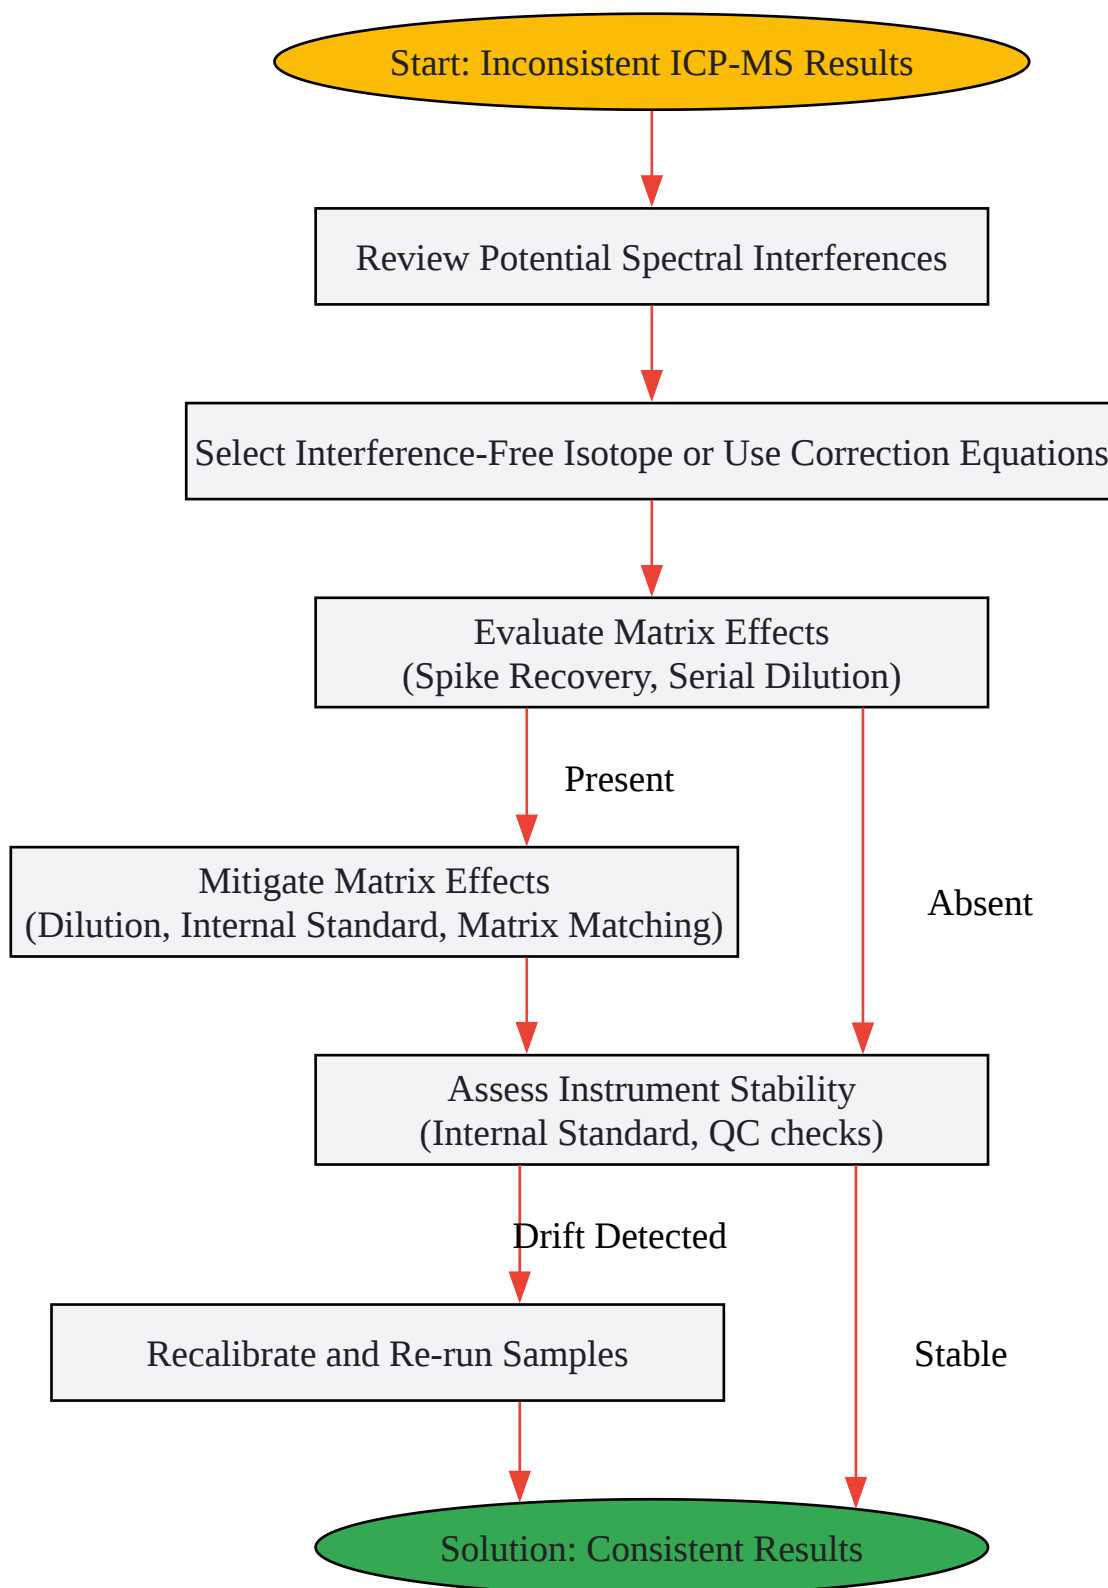 Start: Inconsistent ICP-MS Results
Review Potential Spectral Interferences
Select Interference-Free Isotope or Use Correction Equations
Evaluate Matrix Effects
(Spike Recovery, Serial Dilution)
Present
Mitigate Matrix Effects
(Dilution, Internal Standard, Matrix Matching)
Absent
Assess Instrument Stability
(Internal Standard, QC checks)
Drift Detected
Recalibrate and Re-run Samples
Stable
Solution: Consistent Results